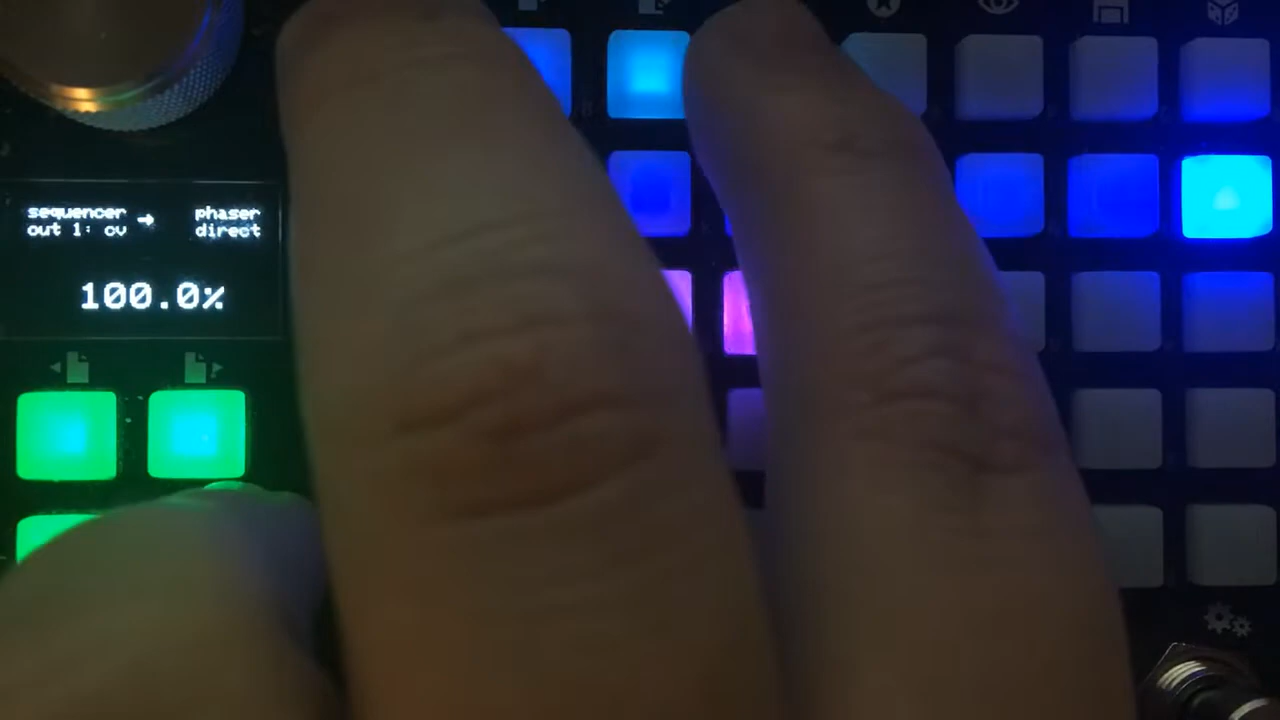 sequencer → phaser
out 1: cv direct
100.0%